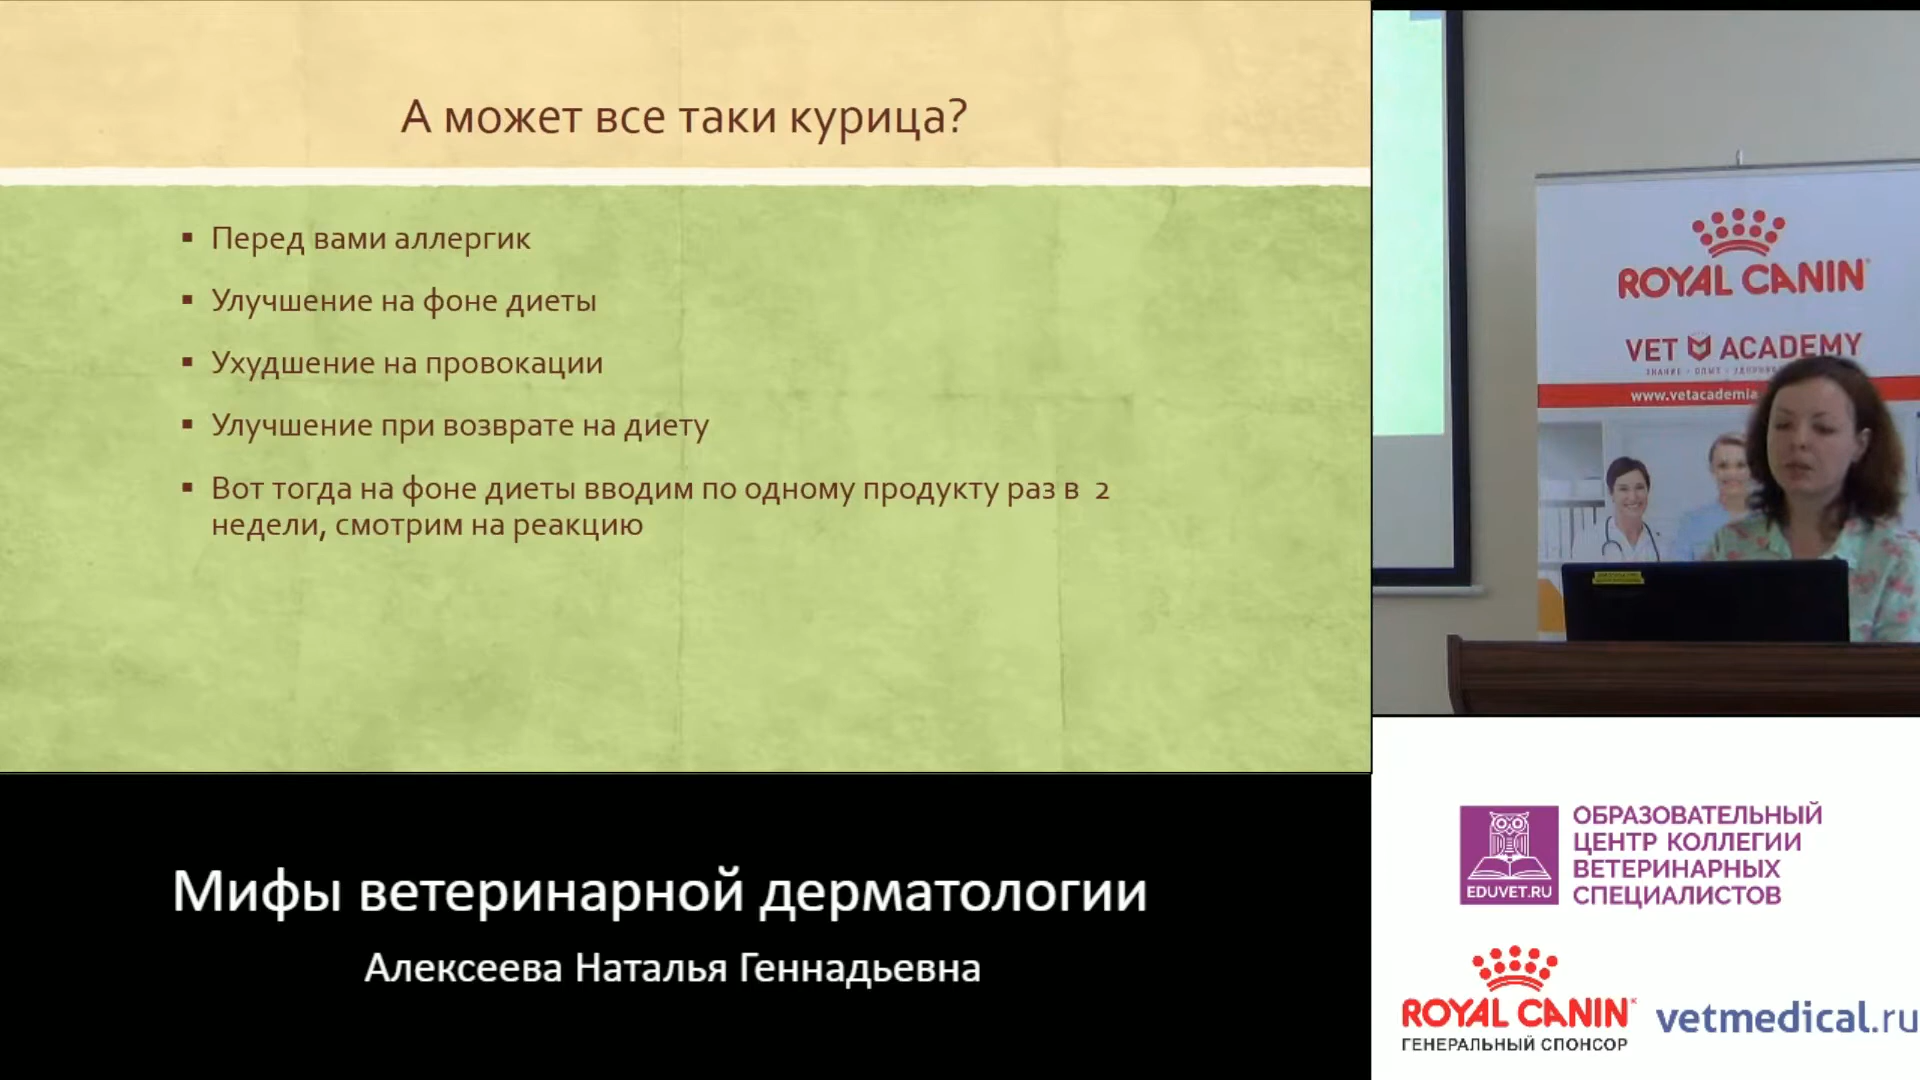 А может все таки курица?
▪ Перед вами аллергик
▪ Улучшение на фоне диеты
▪ Ухудшение на провокации
▪ Улучшение при возврате на диету
▪ Вот тогда на фоне диеты вводим по одному продукту раз в 2
недели, смотрим на реакцию
ROYAL CANIN
VET ACADEMY
www.vetacademia
Мифы ветеринарной дерматологии
Алексеева Наталья Геннадьевна
EDUVET.RU
ОБРАЗОВАТЕЛЬНЫЙ
ЦЕНТР КОЛЛЕГИИ
ВЕТЕРИНАРНЫХ
СПЕЦИАЛИСТОВ
ROYAL CANIN
ГЕНЕРАЛЬНЫЙ СПОНСОР
vetmedical.ru